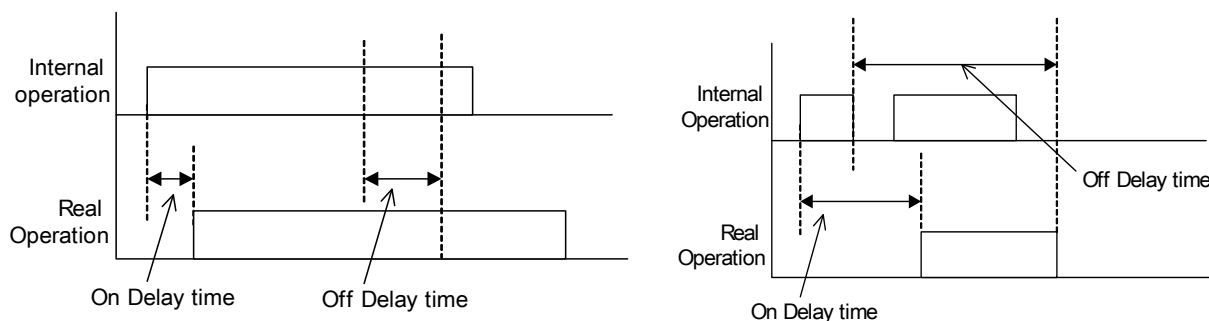 Internal
operation
Real
Operation
On Delay time
Off Delay time
Internal
Operation
Off Delay time
Real
Operation
On Delay time